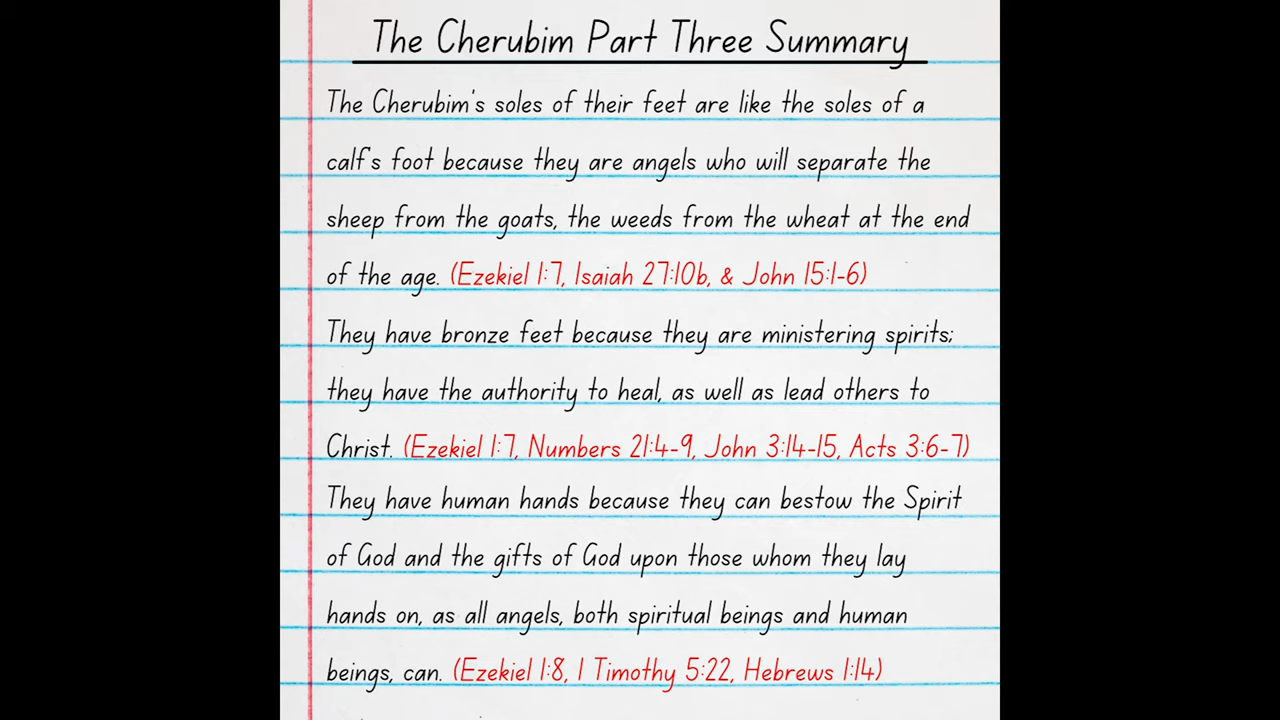 The Cherubim Part Three Summary
The Cherubim's soles of their feet are like the soles of a
calf's foot because they are angels who will separate the
sheep from the goats, the weeds from the wheat at the end
of the age. (Ezekiel 1:7, Isaiah 27:10b, & John 15:1-6)
They have bronze feet because they are ministering spirits;
they have the authority to heal, as well as lead others to
Christ. (Ezekiel 1:7, Numbers 21:4-9, John 3:14-15, Acts 3:6-7)
They have human hands because they can bestow the Spirit
of God and the gifts of God upon those whom they lay
hands on, as all angels, both spiritual beings and human
beings, can. (Ezekiel 1:8, 1 Timothy 5:22, Hebrews 1:14)